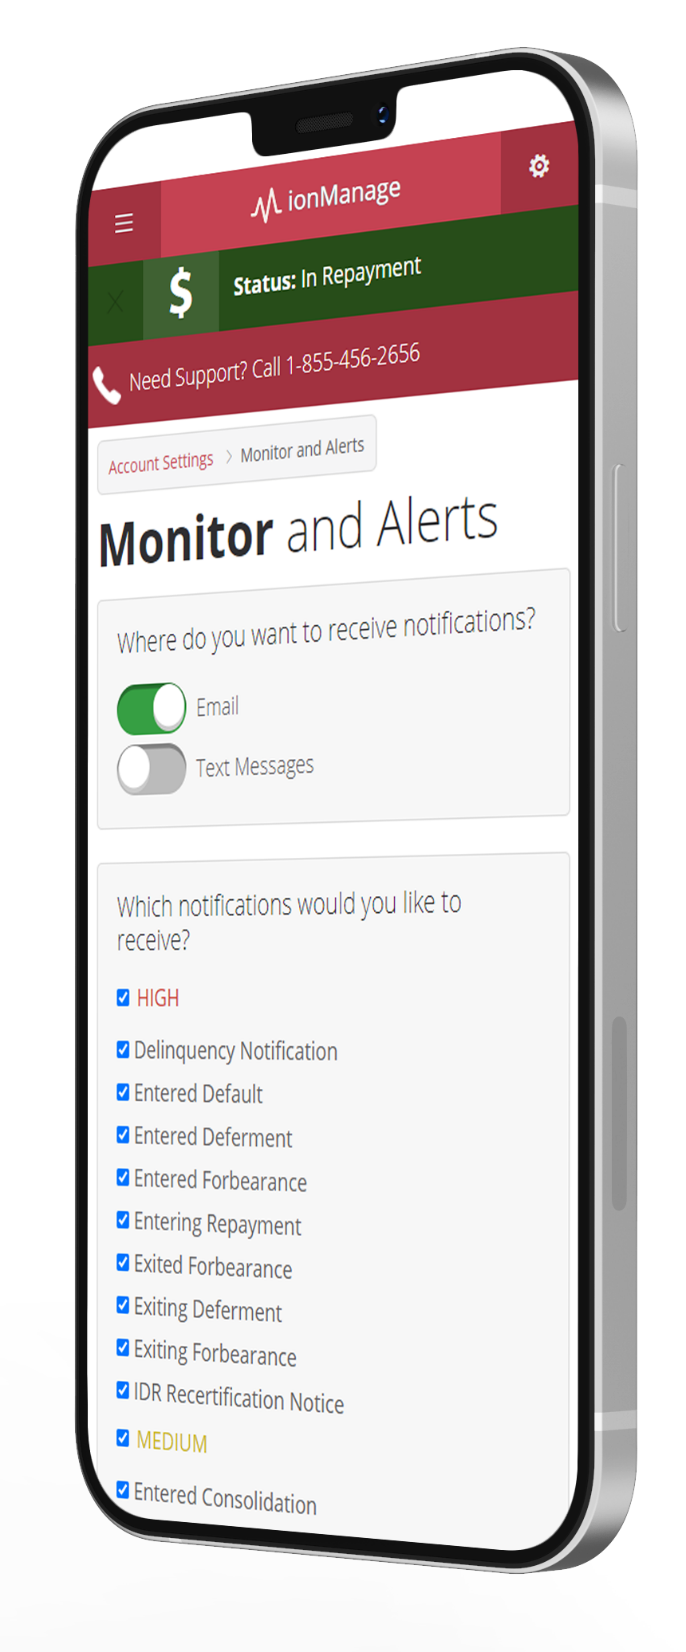 ionManage
$ Status: In Repayment
Need Support? Call 1-855-456-2656
Account Settings > Monitor and Alerts
Monitor and Alerts
Where do you want to receive notifications?
Email
Text Messages
Which notifications would you like to
receive?
HIGH
Delinquency Notification
Entered Default
Entered Deferment
Entered Forbearance
Entering Repayment
Exited Forbearance
Exiting Deferment
Exiting Forbearance
IDR Recertification Notice
MEDIUM
Entered Consolidation